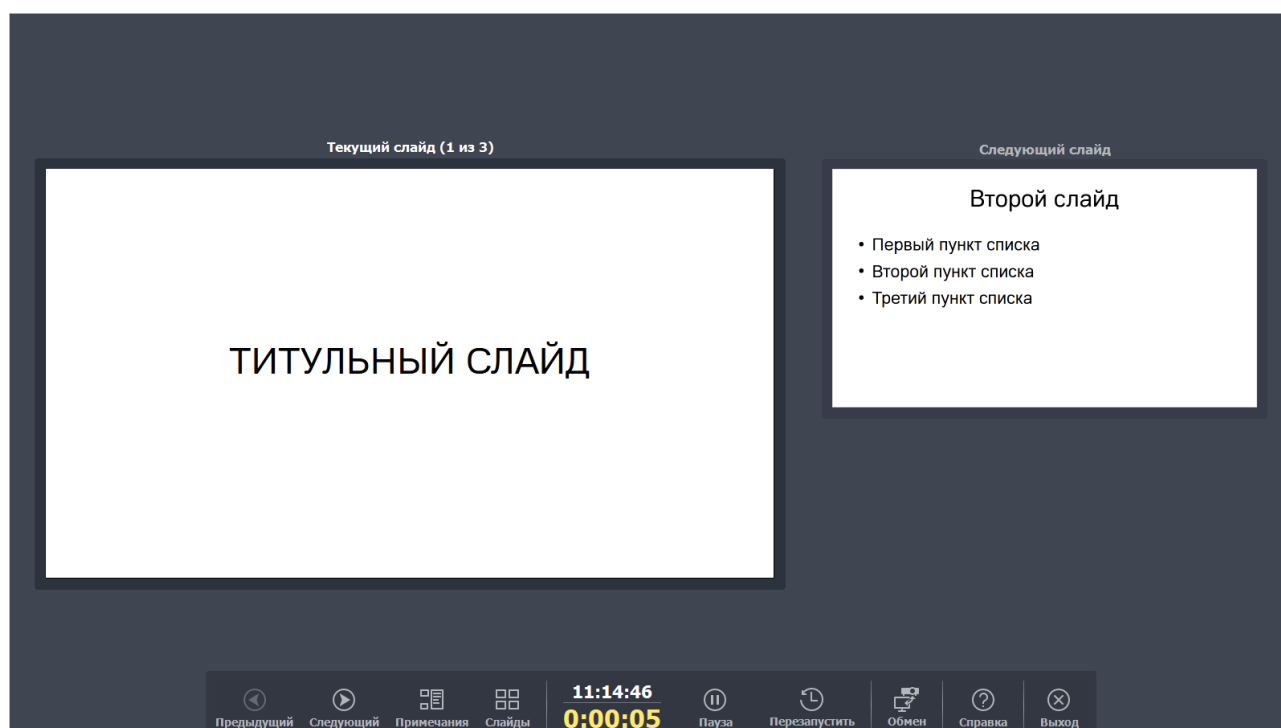 Текущий слайд (1 из 3)
Следующий слайд
ТИТУЛЬНЫЙ СЛАЙД
Второй слайд
• Первый пункт списка
• Второй пункт списка
• Третий пункт списка
Предыдущий
Следующий
Примечания
Слайды
11:14:46
0:00:05
Пауза
Перезапустить
Обмен
Справка
Выход